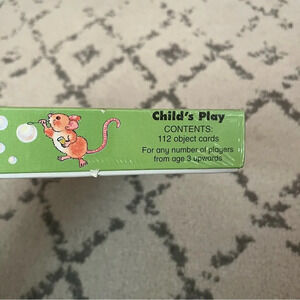 Child's Play
CONTENTS:
112 object cards
For any number of players
from age 3 upwards